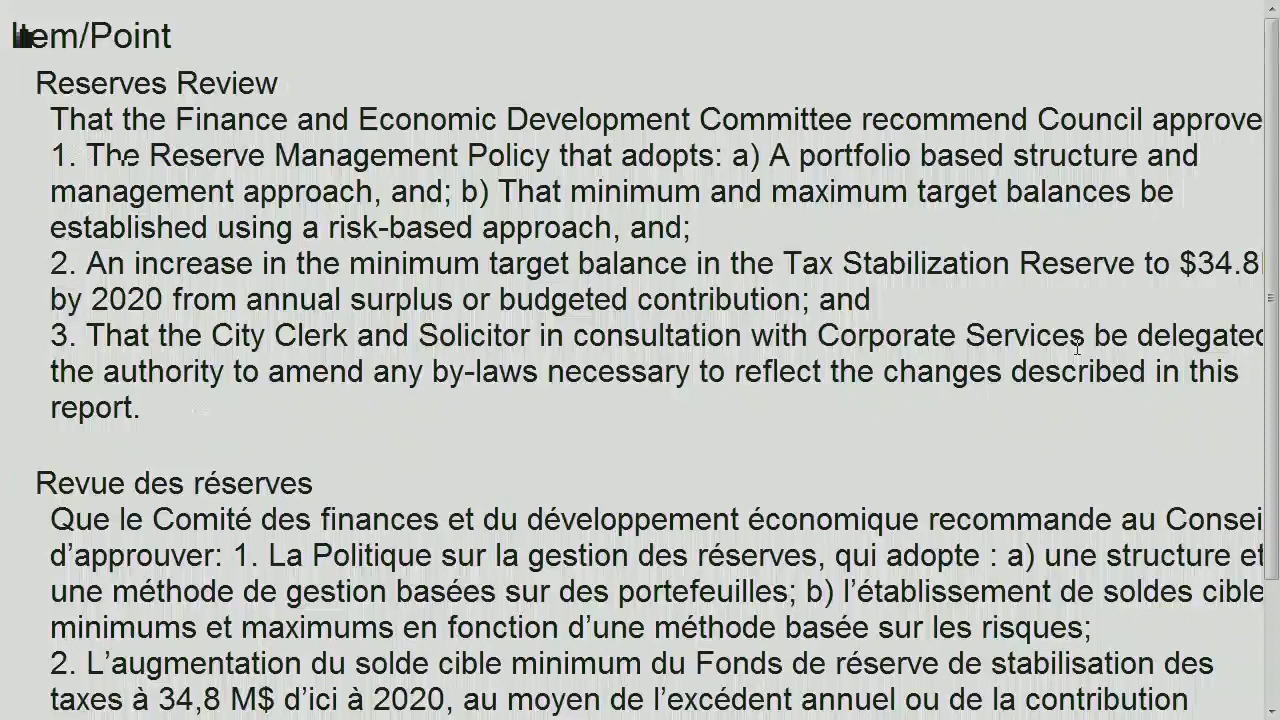 Item/Point
Reserves Review
That the Finance and Economic Development Committee recommend Council approve
1. The Reserve Management Policy that adopts: a) A portfolio based structure and
management approach, and; b) That minimum and maximum target balances be
established using a risk-based approach, and;
2. An increase in the minimum target balance in the Tax Stabilization Reserve to $34.8
by 2020 from annual surplus or budgeted contribution; and
3. That the City Clerk and Solicitor in consultation with Corporate Services be delegated
the authority to amend any by-laws necessary to reflect the changes described in this
report.
Revue des réserves
Que le Comité des finances et du développement économique recommande au Consei
d’approuver: 1. La Politique sur la gestion des réserves, qui adopte : a) une structure et
une méthode de gestion basées sur des portefeuilles; b) l’établissement de soldes cible
minimums et maximums en fonction d’une méthode basée sur les risques;
2. L’augmentation du solde cible minimum du Fonds de réserve de stabilisation des
taxes à 34,8 M$ d’ici à 2020, au moyen de l’excédent annuel ou de la contribution